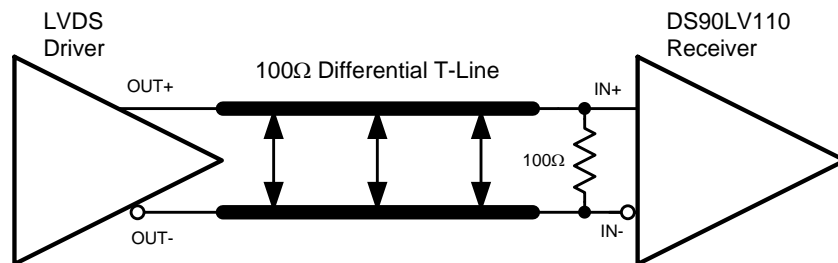 LVDS
Driver
DS90LV110
Receiver
100Ω Differential T-Line
OUT+
IN+
100Ω
OUT-
IN-